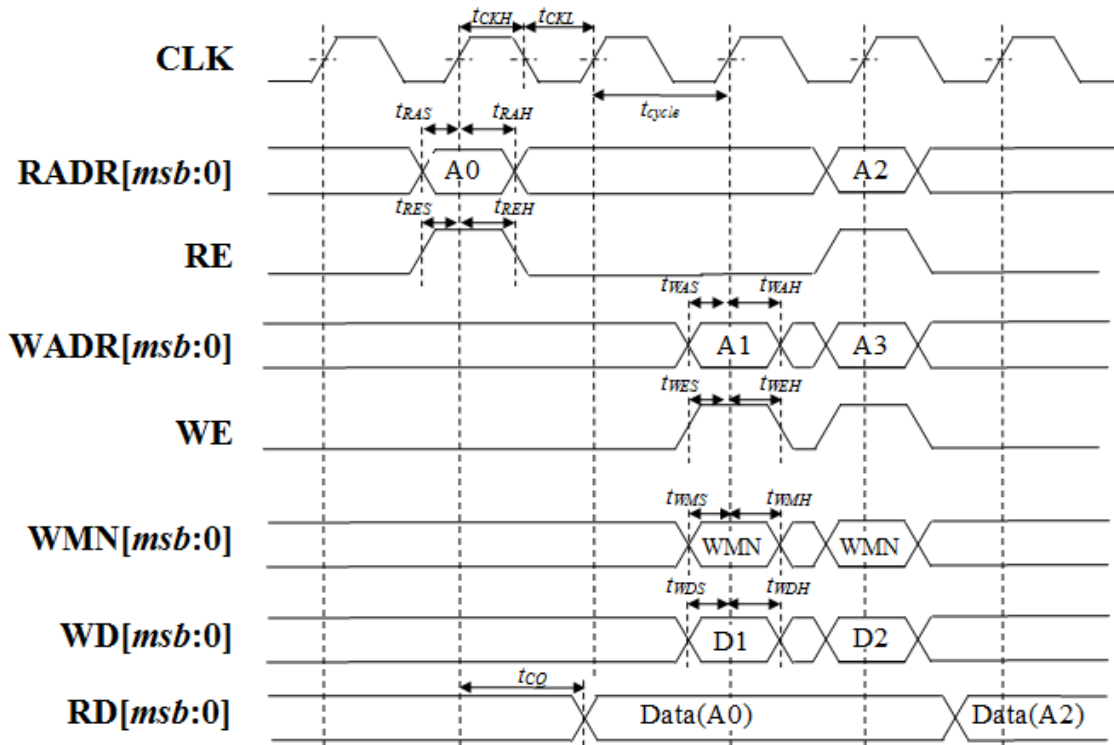 tCKH tCKL
CLK
tcycle
tRAS tRAH
RADR[msb:0] A0 A2
tRES tREH
RE
tWAS tWAH
WADR[msb:0] A1 A3
tWES tWEH
WE
tWMS tWMH
WMN[msb:0] WMN WMN
tWDS tWDH
WD[msb:0] D1 D2
tCQ
RD[msb:0] Data(A0) Data(A2)